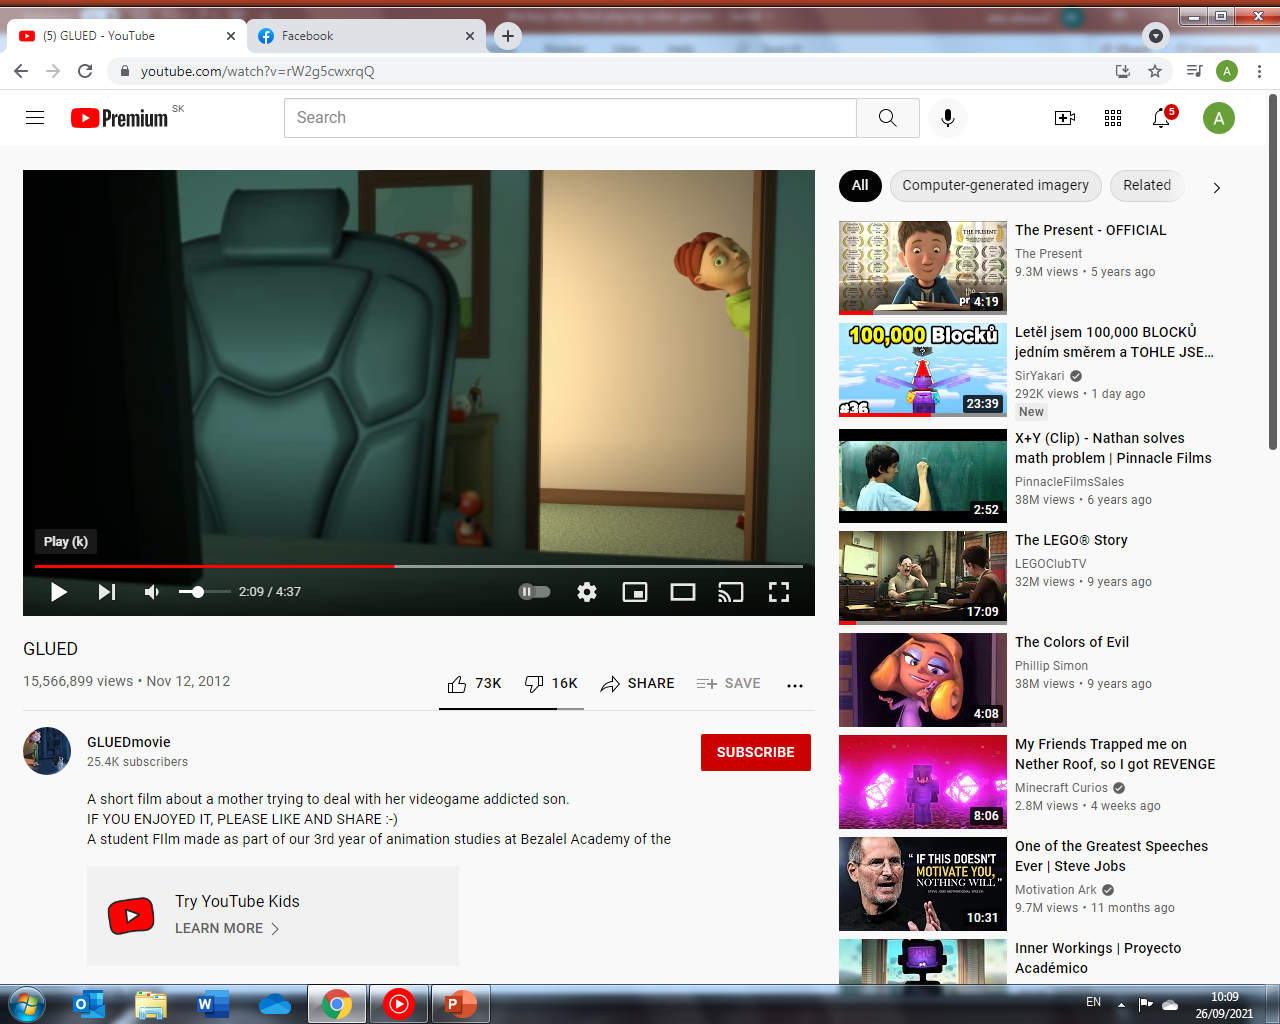 (5) GLUED - YouTube
Facebook
youtube.com/watch?v=rW2g5cwxrqQ
A
Premium SK
Search
5
A
Play (k)
2:09 / 4:37
GLUED
15,566,899 views • Nov 12, 2012
73K
16K
SHARE
SAVE
GLUEDmovie
25.4K subscribers
SUBSCRIBE
A short film about a mother trying to deal with her videogame addicted son.
IF YOU ENJOYED IT, PLEASE LIKE AND SHARE :-)
A student FIlm made as part of our 3rd year of animation studies at Bezalel Academy of the
Try YouTube Kids
LEARN MORE
All
Computer-generated imagery
Related
THE PRESENT
4:19
The Present - OFFICIAL
The Present
9.3M views • 5 years ago
100,000 Blocků
#36
23:39
Letěl jsem 100,000 BLOCKŮ
jedním směrem a TOHLE JSE...
SirYakari
292K views • 1 day ago
New
2:52
X+Y (Clip) - Nathan solves
math problem | Pinnacle Films
PinnacleFilmsSales
38M views • 6 years ago
17:09
The LEGO® Story
LEGOClubTV
32M views • 9 years ago
4:08
The Colors of Evil
Phillip Simon
38M views • 9 years ago
8:06
My Friends Trapped me on
Nether Roof, so I got REVENGE
Minecraft Curios
2.8M views • 4 weeks ago
“ IF THIS DOESN'T
MOTIVATE YOU,
NOTHING WILL ”
STEVE JOBS MOTIVATIONAL SPEECH
10:31
One of the Greatest Speeches
Ever | Steve Jobs
Motivation Ark
9.7M views • 11 months ago
Inner Workings | Proyecto
Académico
EN
10:09
26/09/2021